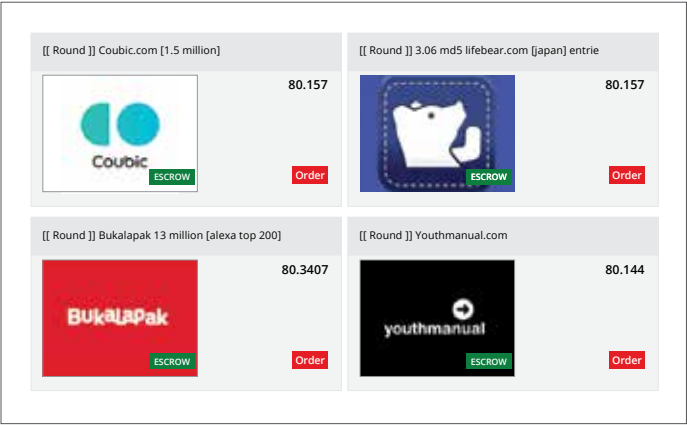 [[ Round ]] Coubic.com [1.5 million]
80.157
Coubic
ESCROW
Order
[[ Round ]] 3.06 md5 lifebear.com [japan] entrie
80.157
ESCROW
Order
[[ Round ]] Bukalapak 13 million [alexa top 200]
80.3407
BukaLapak
ESCROW
Order
[[ Round ]] Youthmanual.com
80.144
youthmanual
ESCROW
Order